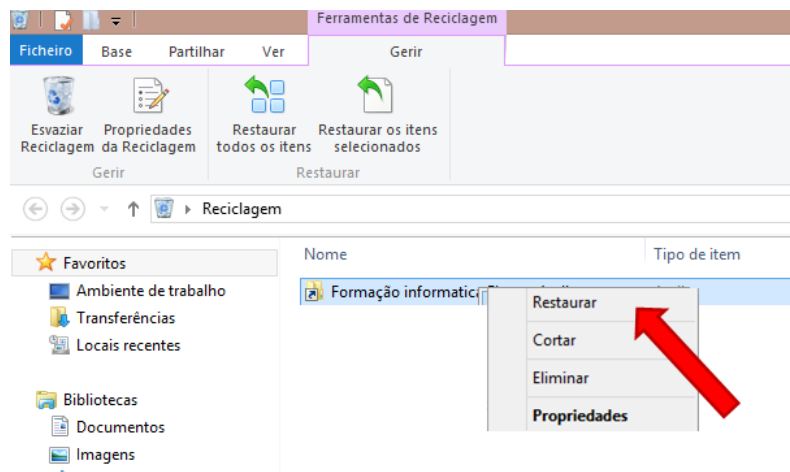 Ferramentas de Reciclagem
Ficheiro Base Partilhar Ver Gerir
Esvaziar Reciclagem
Propriedades da Reciclagem
Restaurar todos os itens
Restaurar os itens selecionados
Gerir Restaurar
Reciclagem
Nome Tipo de item
Favoritos
Ambiente de trabalho
Transferências
Locais recentes
Bibliotecas
Documentos
Imagens
Formação informatica
Restaurar
Cortar
Eliminar
Propriedades